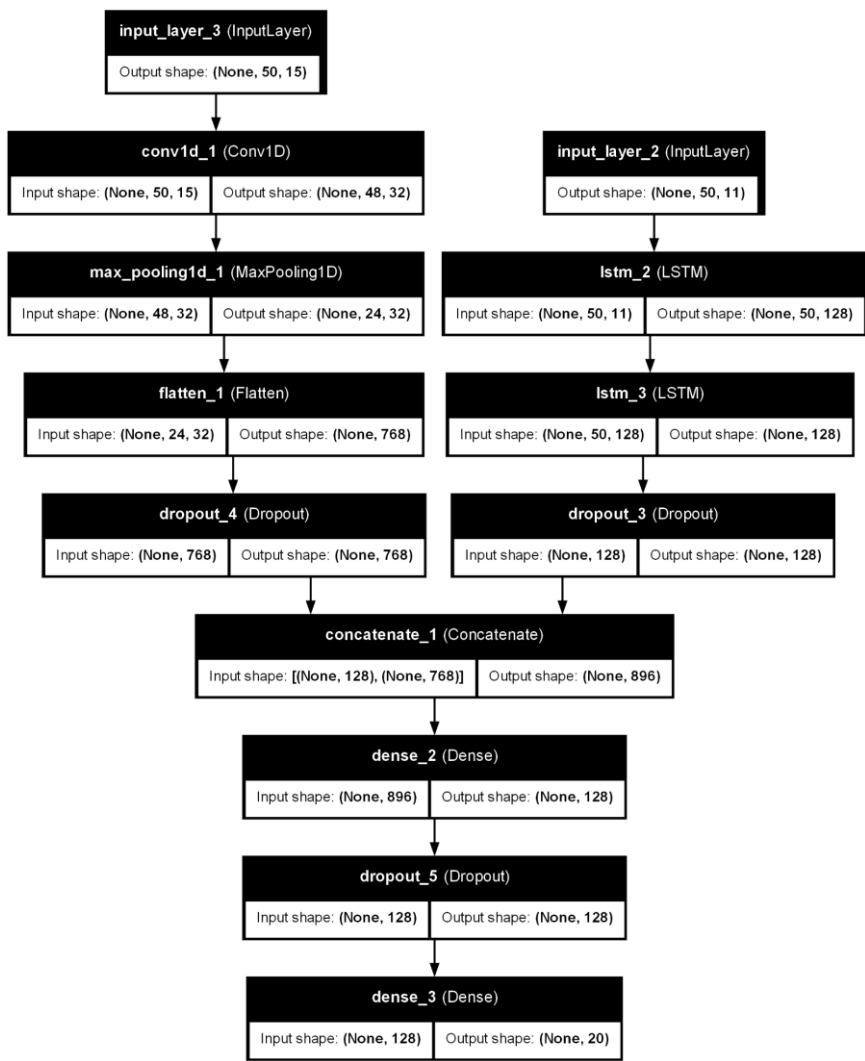 input_layer_3 (InputLayer)
Output shape: (None, 50, 15)
conv1d_1 (Conv1D)
Input shape: (None, 50, 15) Output shape: (None, 48, 32)
input_layer_2 (InputLayer)
Output shape: (None, 50, 11)
max_pooling1d_1 (MaxPooling1D)
Input shape: (None, 48, 32) Output shape: (None, 24, 32)
lstm_2 (LSTM)
Input shape: (None, 50, 11) Output shape: (None, 50, 128)
flatten_1 (Flatten)
Input shape: (None, 24, 32) Output shape: (None, 768)
lstm_3 (LSTM)
Input shape: (None, 50, 128) Output shape: (None, 128)
dropout_4 (Dropout)
Input shape: (None, 768) Output shape: (None, 768)
dropout_3 (Dropout)
Input shape: (None, 128) Output shape: (None, 128)
concatenate_1 (Concatenate)
Input shape: [(None, 128), (None, 768)] Output shape: (None, 896)
dense_2 (Dense)
Input shape: (None, 896) Output shape: (None, 128)
dropout_5 (Dropout)
Input shape: (None, 128) Output shape: (None, 128)
dense_3 (Dense)
Input shape: (None, 128) Output shape: (None, 20)